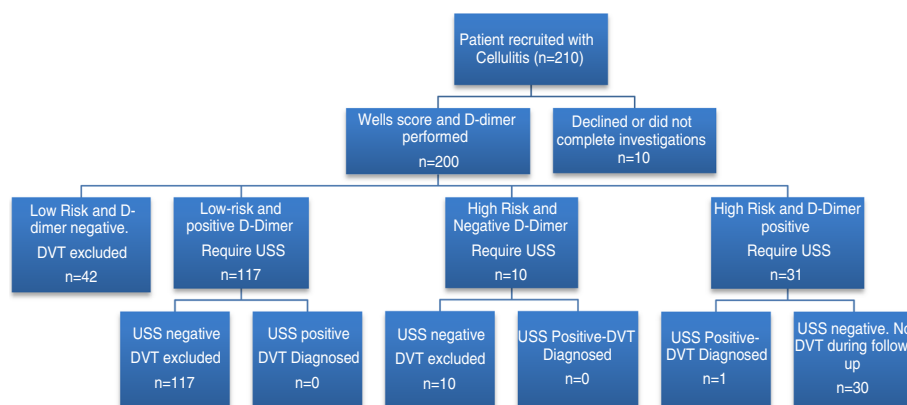 Patient recruited with
Cellulitis (n=210)
Wells score and D-dimer
performed
n=200
Declined or did not
complete investigations
n=10
Low Risk and D-
dimer negative.
DVT excluded
n=42
Low-risk and
positive D-Dimer
Require USS
n=117
High Risk and
Negative D-Dimer
Require USS
n=10
High Risk and D-Dimer
positive
Require USS
n=31
USS negative
DVT excluded
n=117
USS positive
DVT Diagnosed
n=0
USS negative
DVT excluded
n=10
USS Positive-DVT
Diagnosed
n=0
USS Positive-
DVT Diagnosed
n=1
USS negative. No
DVT during follow
up
n=30